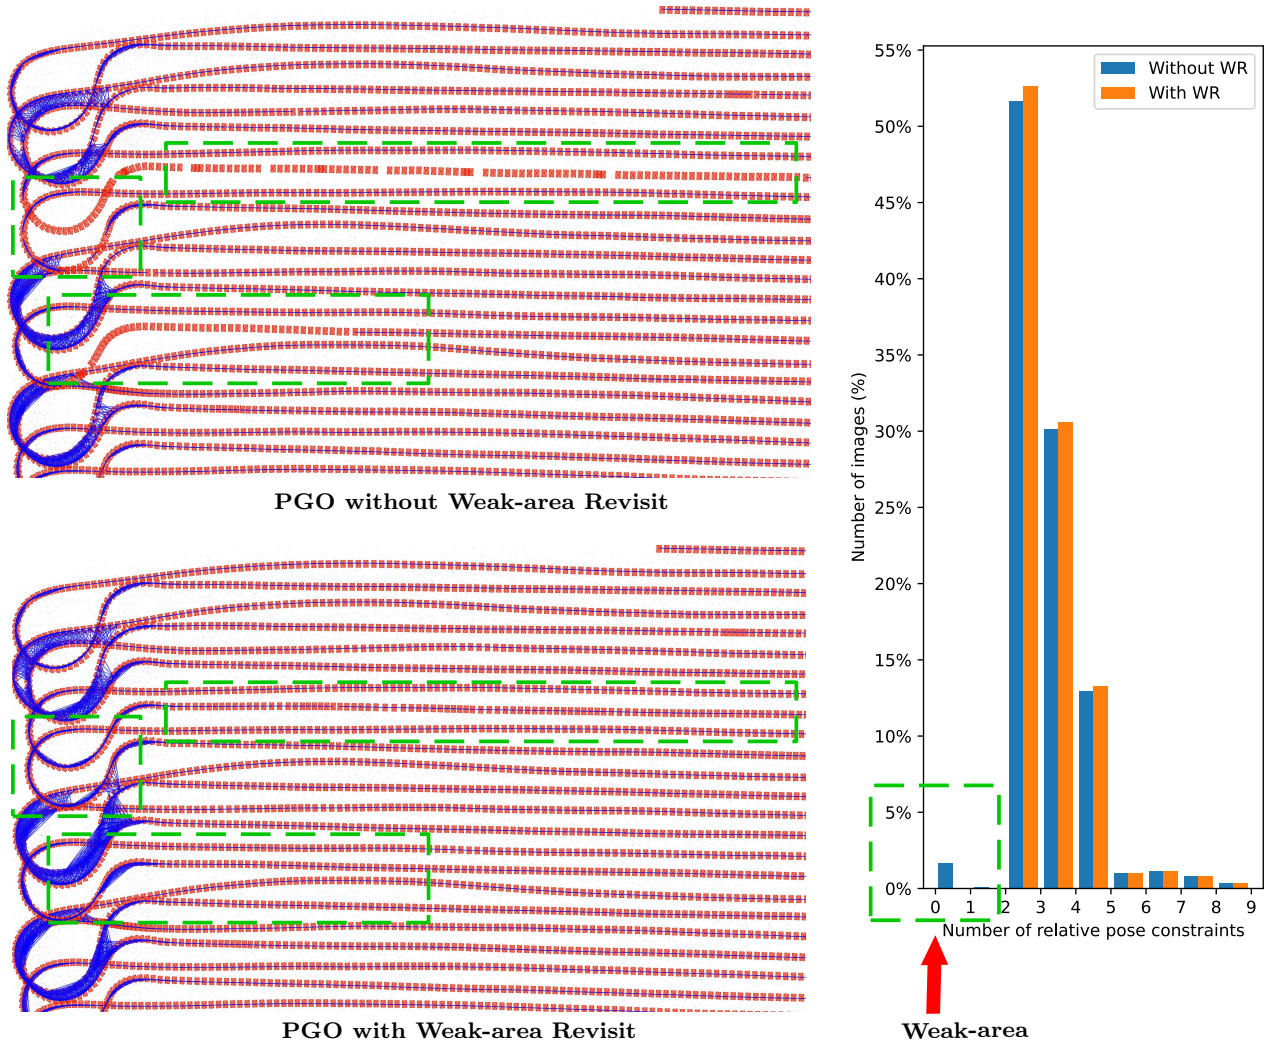 PGO without Weak-area Revisit
PGO with Weak-area Revisit
Without WR
With WR
55%
50%
45%
40%
35%
30%
25%
20%
15%
10%
5%
0%
Number of images (%)
0 1 2 3 4 5 6 7 8 9
Number of relative pose constraints
Weak-area